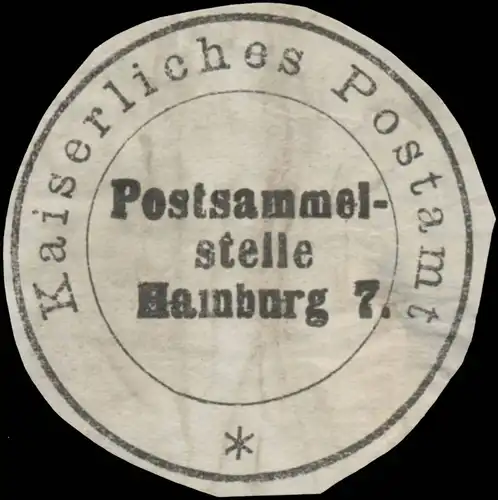 Kaiserliches Postamt
Postsammel-
stelle
Hamburg 7.
*